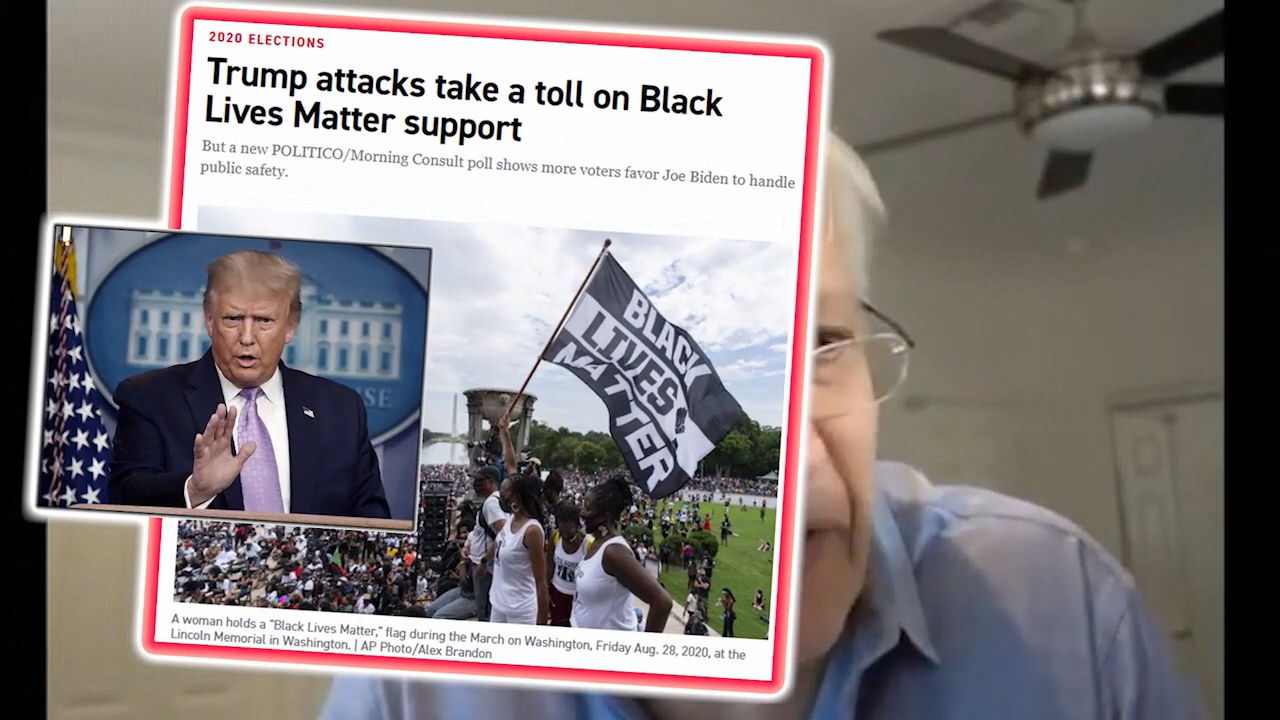 2020 ELECTIONS
Trump attacks take a toll on Black
Lives Matter support
But a new POLITICO/Morning Consult poll shows more voters favor Joe Biden to handle
public safety.
BLACK
LIVES
MATTER
SE
A woman holds a "Black Lives Matter," flag during the March on Washington, Friday Aug. 28, 2020, at the
Lincoln Memorial in Washington. | AP Photo/Alex Brandon